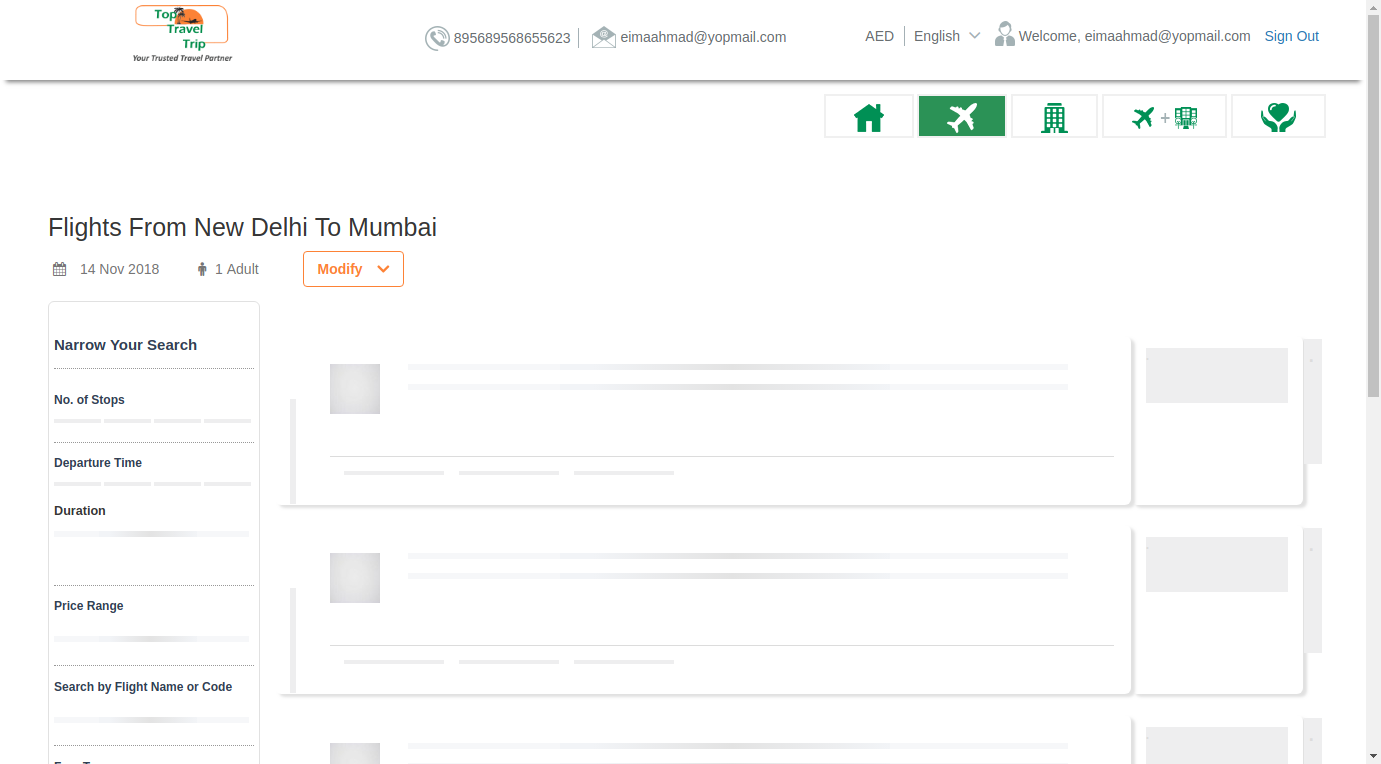 Top
Travel
Trip
Your Trusted Travel Partner
895689568655623
eimaahmad@yopmail.com
AED
English
Welcome, eimaahmad@yopmail.com
Sign Out
+
Flights From New Delhi To Mumbai
14 Nov 2018
1 Adult
Modify
Narrow Your Search
No. of Stops
Departure Time
Duration
Price Range
Search by Flight Name or Code